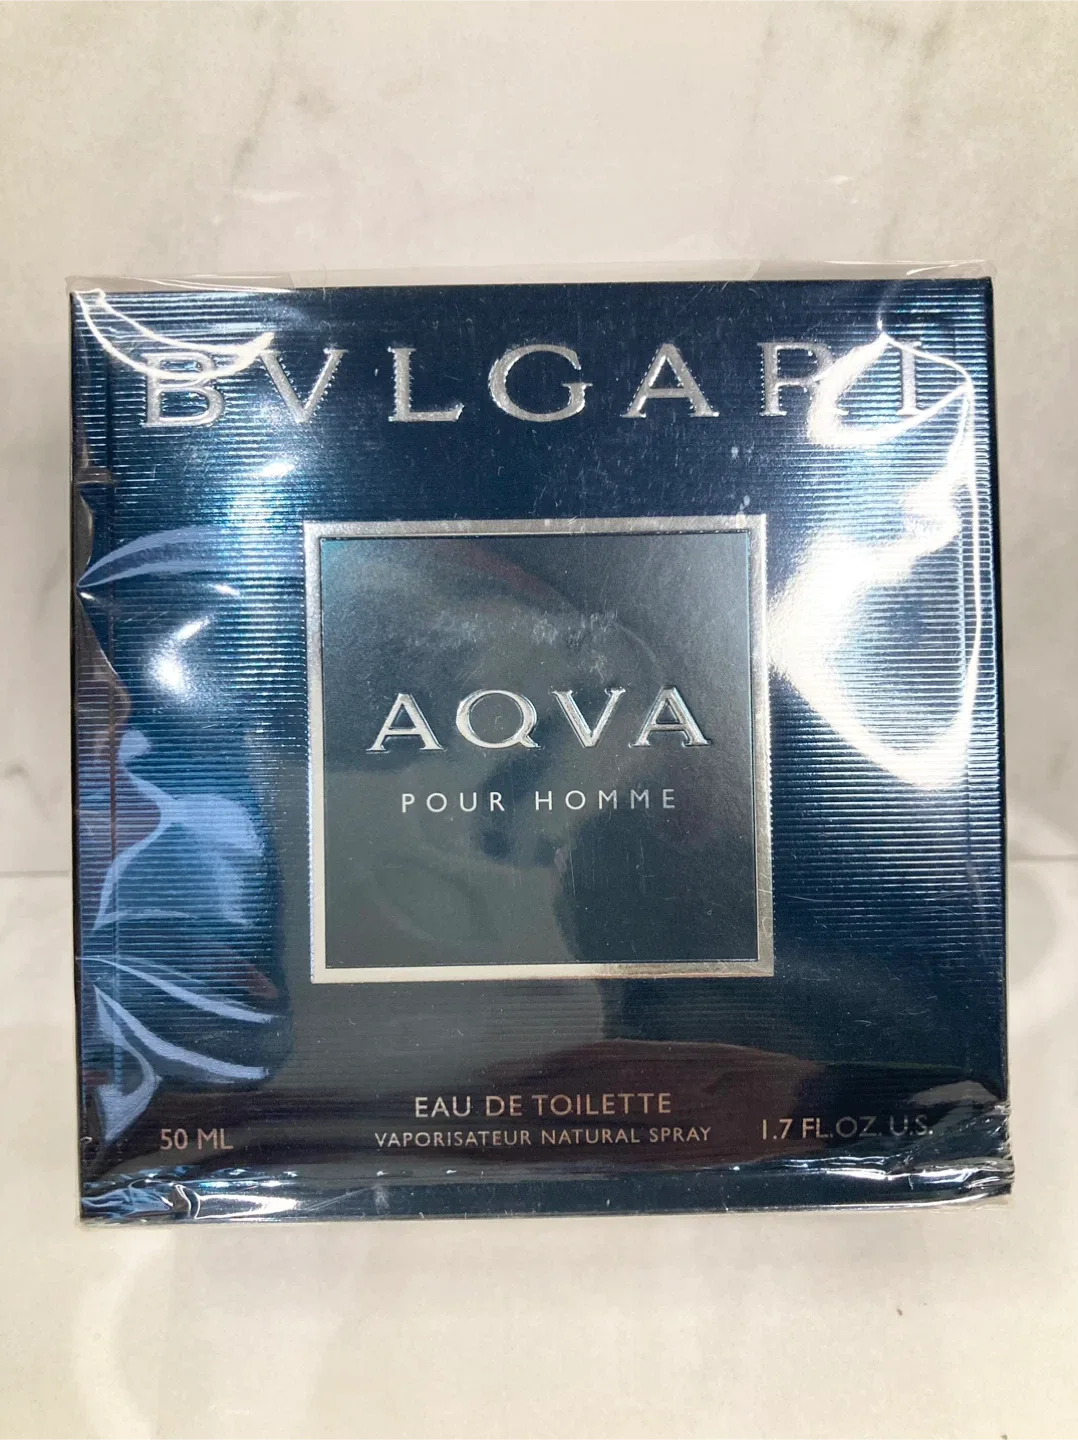 BVLGARI
AQVA
POUR HOMME
EAU DE TOILETTE
50 ML
VAPORISATEUR NATURAL SPRAY
1.7 FL.OZ. U.S.